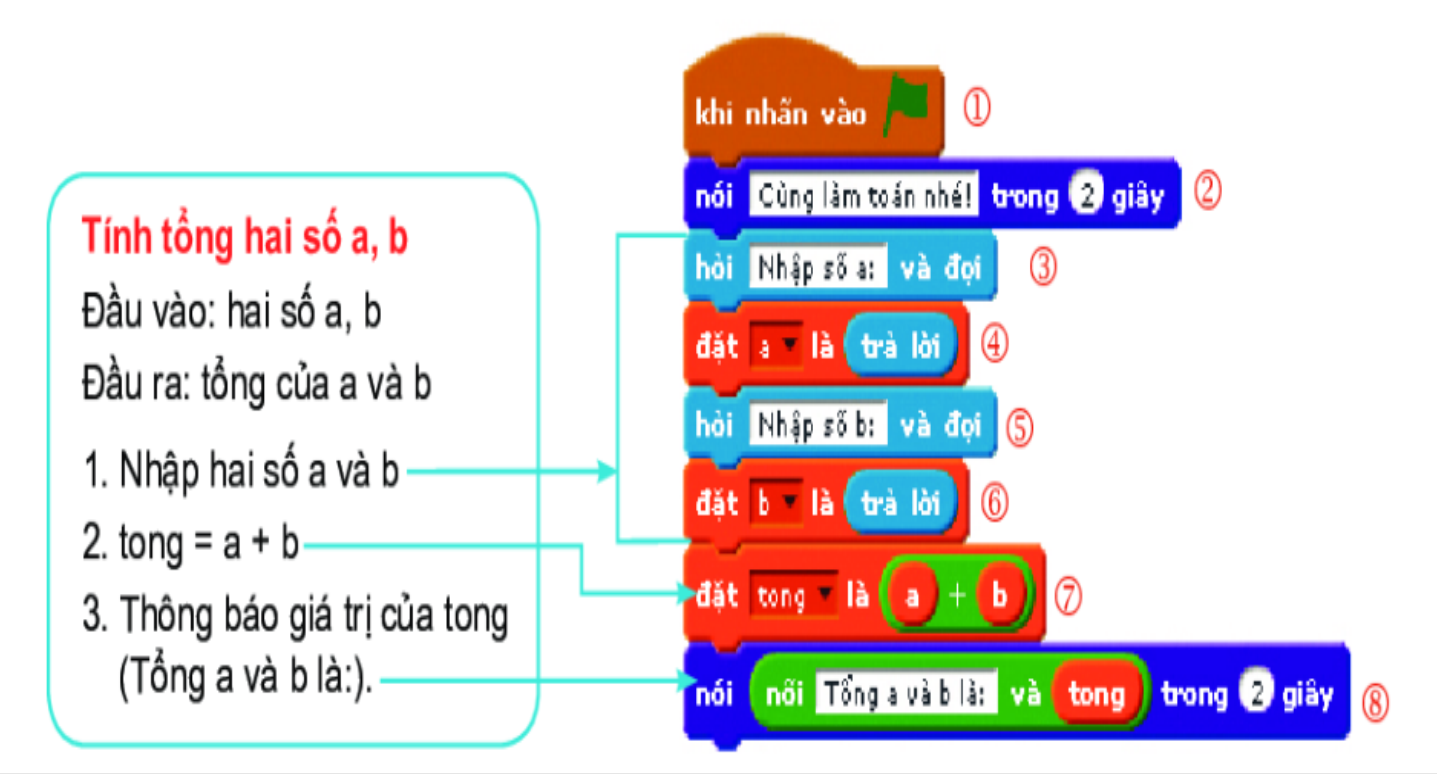 Tính tổng hai số a, b
Đầu vào: hai số a, b
Đầu ra: tổng của a và b
1. Nhập hai số a và b
2. tong = a + b
3. Thông báo giá trị của tong
(Tổng a và b là:).
khi nhấn vào ①
nói Cùng làm toán nhé! trong 2 giây ②
hỏi Nhập số a: và đợi ③
đặt a là trả lời ④
hỏi Nhập số b: và đợi ⑤
đặt b là trả lời ⑥
đặt tong là a + b ⑦
nói nối Tổng a và b là: và tong trong 2 giây ⑧